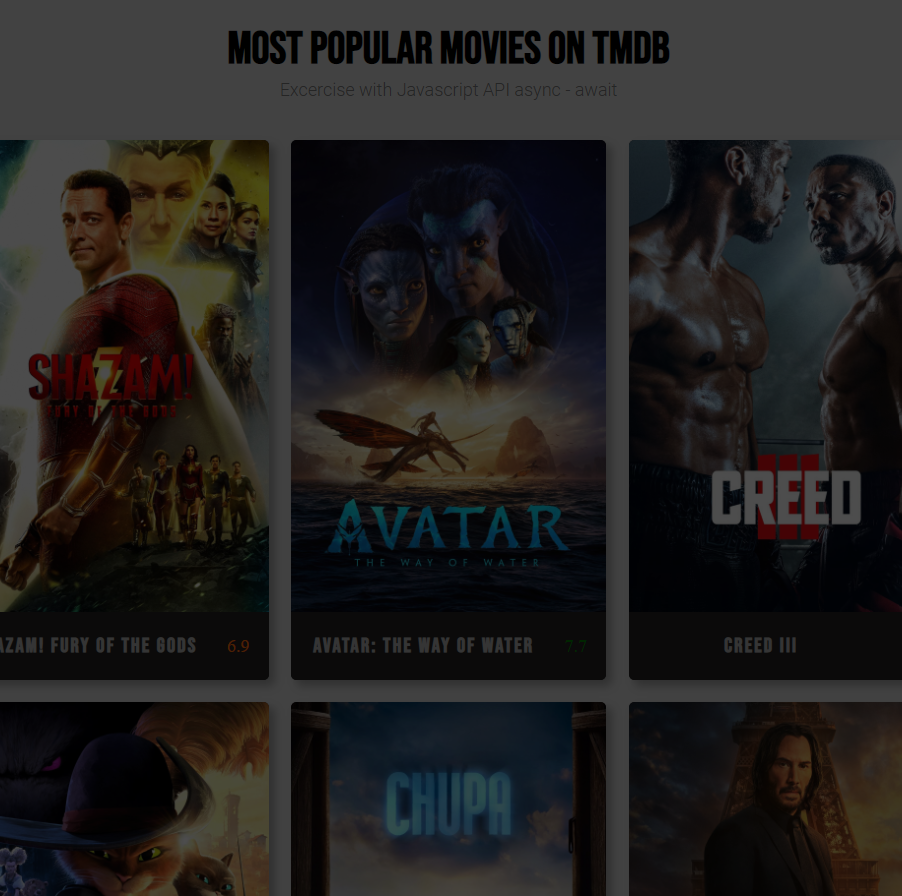 MOST POPULAR MOVIES ON TMDB
Excercise with Javascript API async - await
SHAZAM!
FURY OF THE GODS
AVATAR
THE WAY OF WATER
III
CREED
AZAM! FURY OF THE GODS 6.9
AVATAR: THE WAY OF WATER 7.7
CREED III
CHUPA